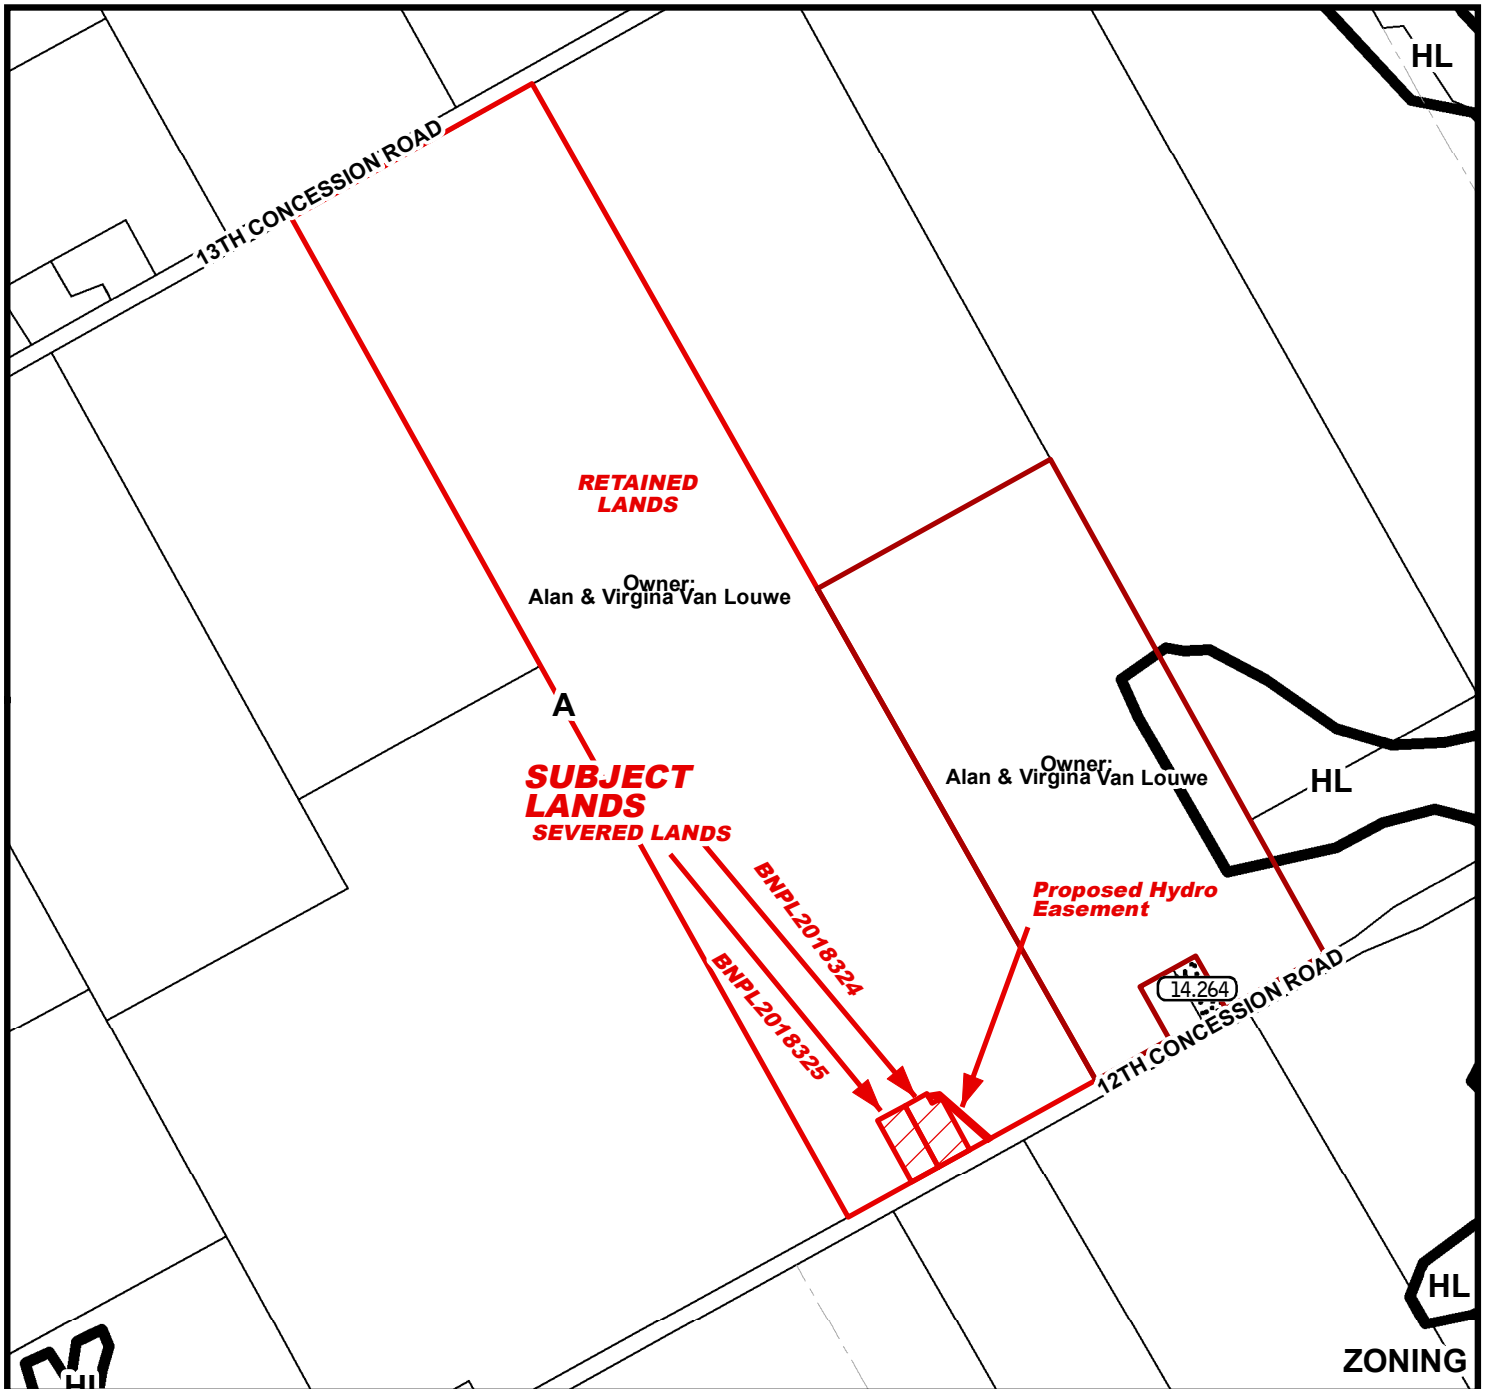 HL
13TH CONCESSION ROAD
RETAINED
LANDS
Owner:
Alan & Virgina Van Louwe
A
SUBJECT
LANDS
SEVERED LANDS
Owner:
Alan & Virgina Van Louwe
HL
BNPL2018324
BNPL2018325
Proposed Hydro
Easement
14.264
12TH CONCESSION ROAD
HL
ZONING
HL